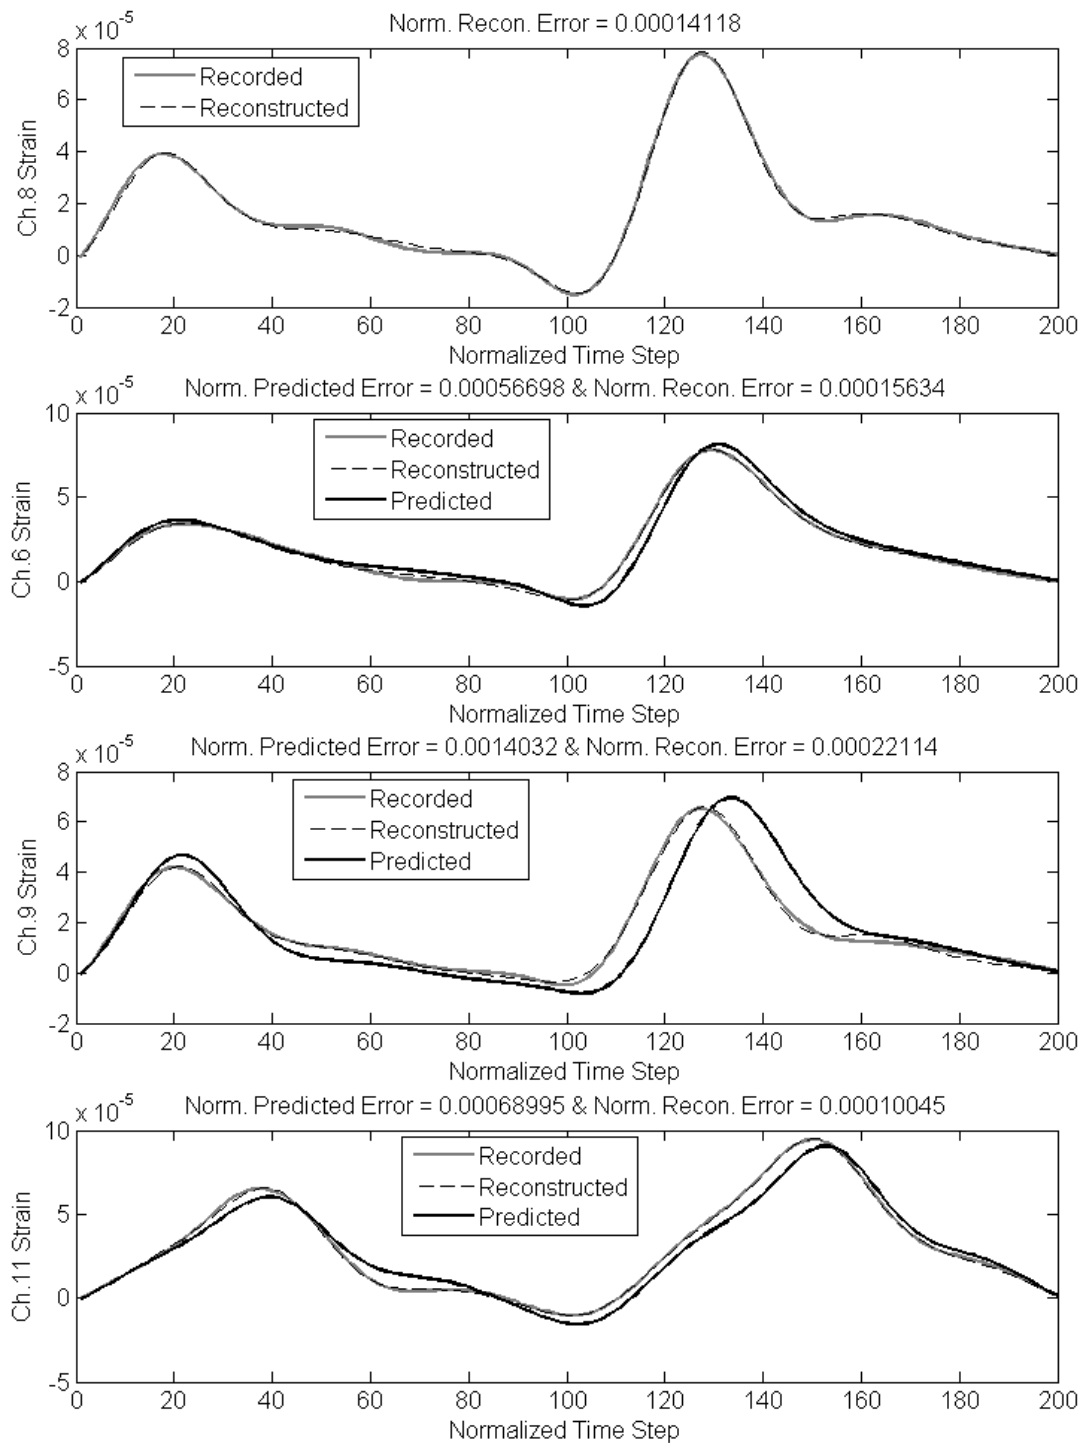 x 10-5
Norm. Recon. Error = 0.00014118
Recorded
Reconstructed
Ch.8 Strain
8
6
4
2
0
-2
0 20 40 60 80 100 120 140 160 180 200
Normalized Time Step
x 10-5
Norm. Predicted Error = 0.00056698 & Norm. Recon. Error = 0.00015634
Recorded
Reconstructed
Predicted
Ch.6 Strain
10
5
0
-5
0 20 40 60 80 100 120 140 160 180 200
Normalized Time Step
x 10-5
Norm. Predicted Error = 0.0014032 & Norm. Recon. Error = 0.00022114
Recorded
Reconstructed
Predicted
Ch.9 Strain
8
6
4
2
0
-2
0 20 40 60 80 100 120 140 160 180 200
Normalized Time Step
x 10-5
Norm. Predicted Error = 0.00068995 & Norm. Recon. Error = 0.00010045
Recorded
Reconstructed
Predicted
Ch.11 Strain
10
5
0
-5
0 20 40 60 80 100 120 140 160 180 200
Normalized Time Step